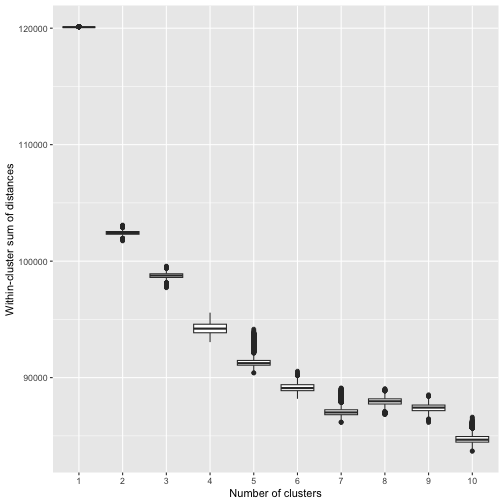 120000
110000
100000
90000
Within-cluster sum of distances
1 2 3 4 5 6 7 8 9 10
Number of clusters